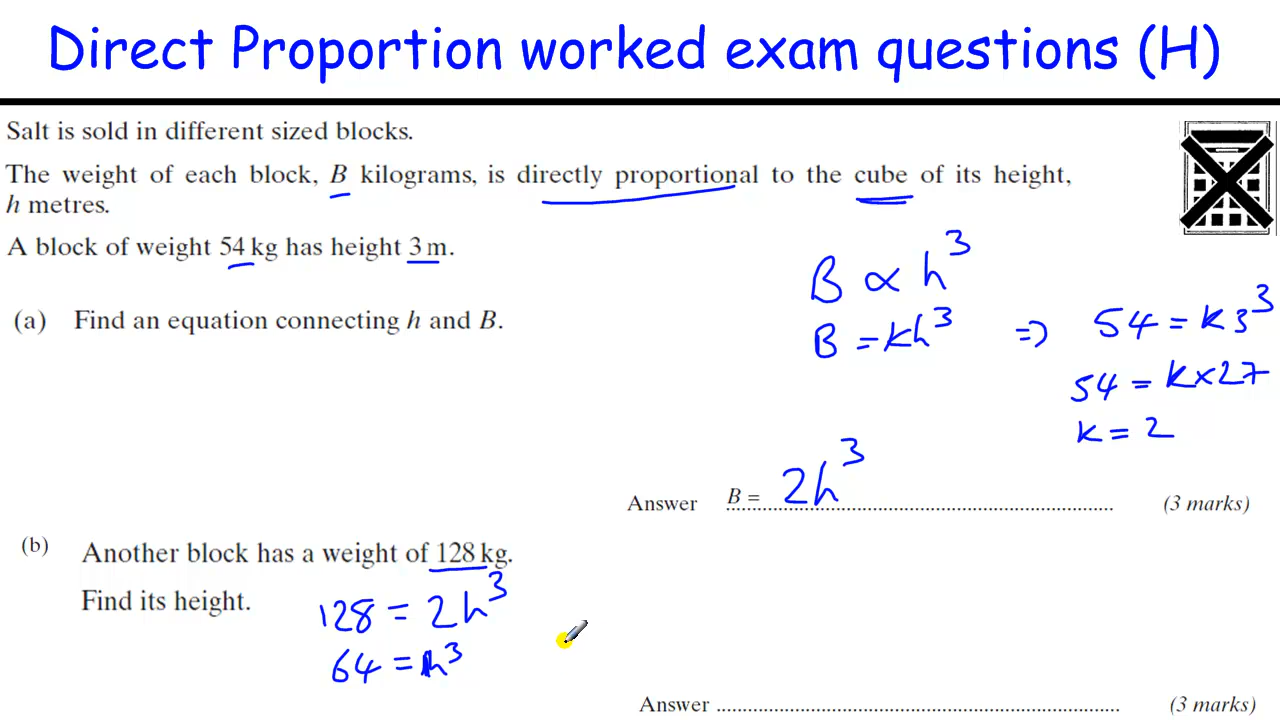 Direct Proportion worked exam questions (H)
Salt is sold in different sized blocks.
The weight of each block, B kilograms, is directly proportional to the cube of its height,
h metres.
A block of weight 54 kg has height 3 m.
B ∝ h³
(a) Find an equation connecting h and B.
B = kh³ ⇒ 54 = k3³
54 = k×27
k = 2
Answer B = 2h³ (3 marks)
(b) Another block has a weight of 128 kg.
Find its height.
128 = 2h³
64 = h³
Answer (3 marks)